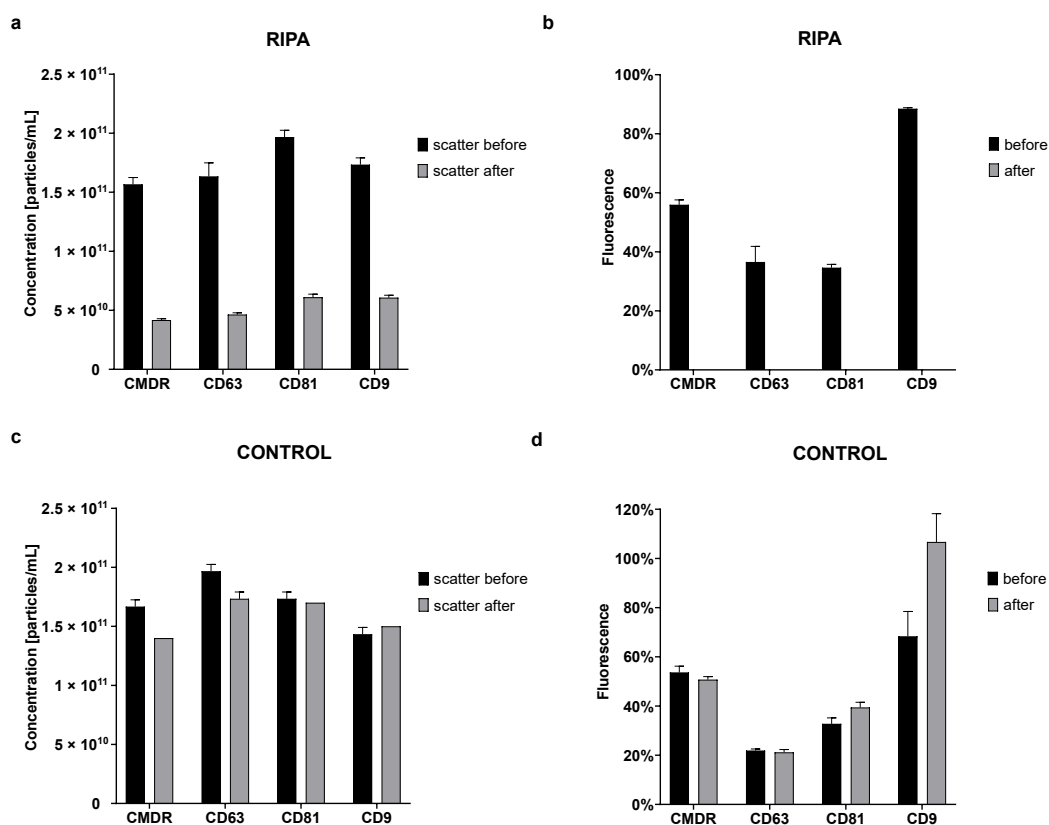 a
RIPA
Concentration [particles/mL]
2.5 × 10¹¹
2 × 10¹¹
1.5 × 10¹¹
1 × 10¹¹
5 × 10¹⁰
0
CMDR CD63 CD81 CD9
scatter before
scatter after
b
RIPA
Fluorescence
100%
80%
60%
40%
20%
0%
CMDR CD63 CD81 CD9
before
after
c
CONTROL
Concentration [particles/mL]
2.5 × 10¹¹
2 × 10¹¹
1.5 × 10¹¹
1 × 10¹¹
5 × 10¹⁰
0
CMDR CD63 CD81 CD9
scatter before
scatter after
d
CONTROL
Fluorescence
120%
100%
80%
60%
40%
20%
0%
CMDR CD63 CD81 CD9
before
after